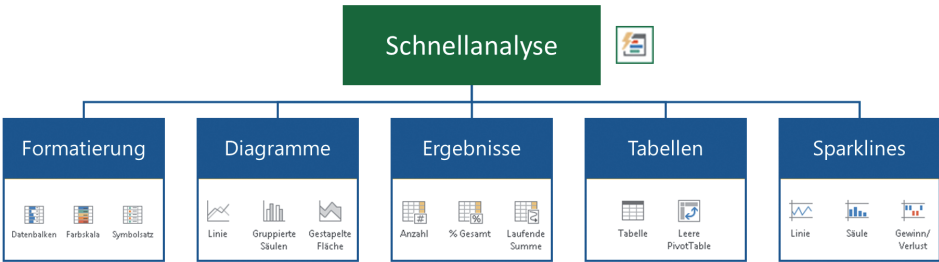 Schnellanalyse
Formatierung
Diagramme
Ergebnisse
Tabellen
Sparklines
Datenbalken
Farbskala
Symbolsatz
Linie
Gruppierte
Säulen
Gestapelte
Fläche
Anzahl
% Gesamt
Laufende
Summe
Tabelle
Leere
PivotTable
Linie
Säule
Gewinn/
Verlust